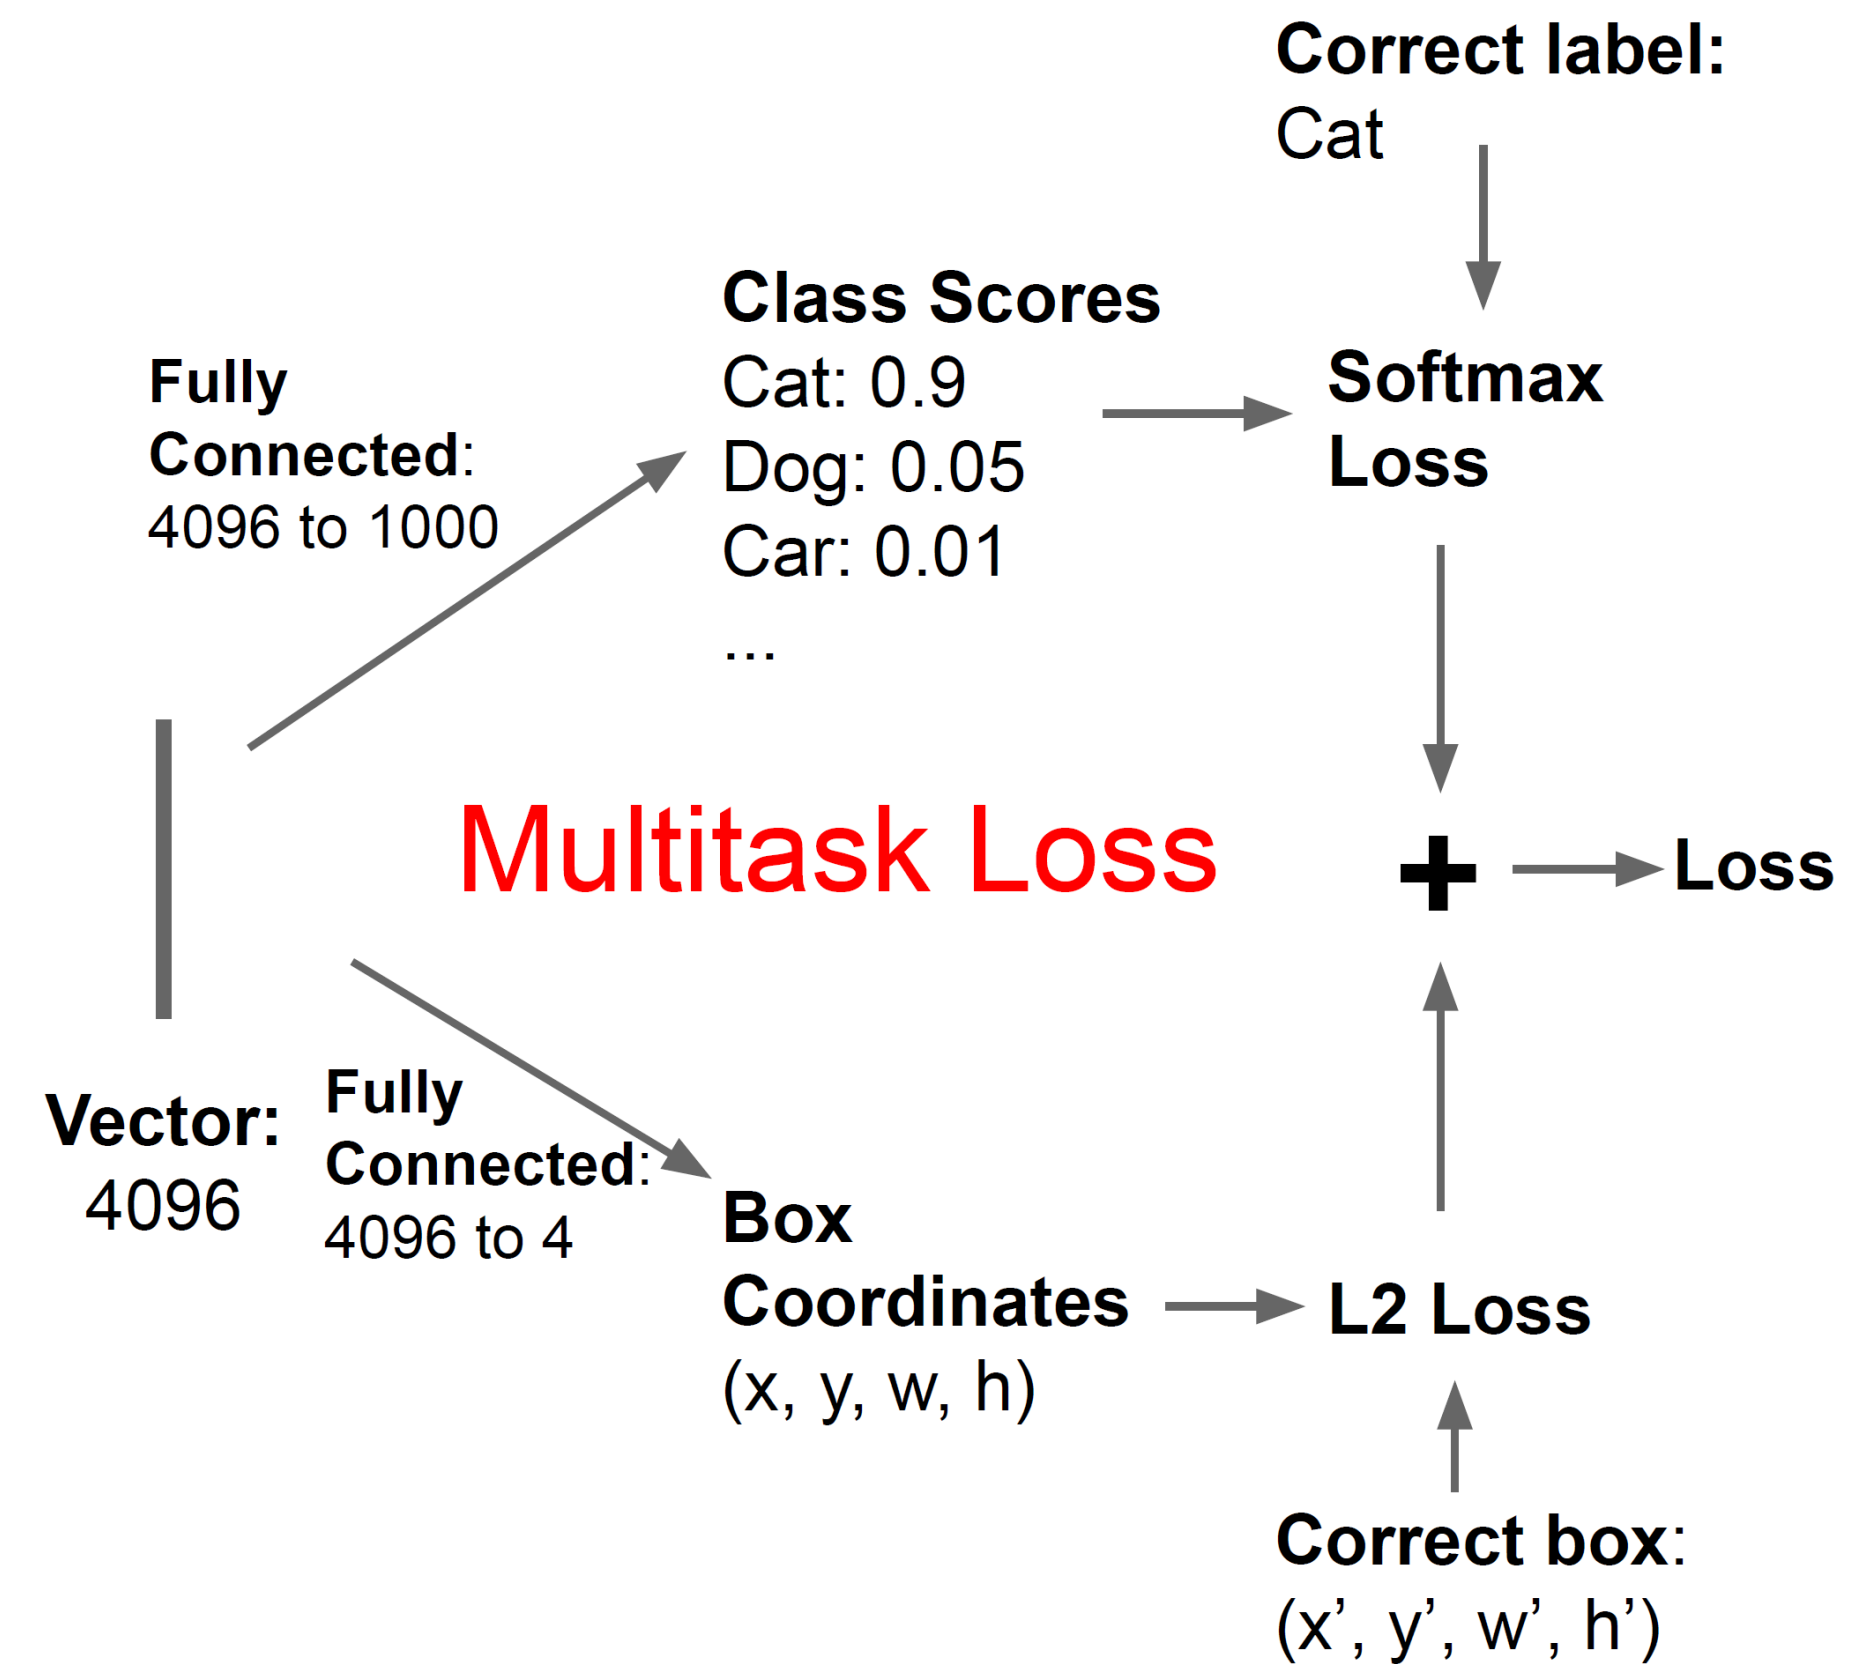 Correct label:
Cat
Class Scores
Cat: 0.9
Dog: 0.05
Car: 0.01
...
Softmax
Loss
Fully
Connected:
4096 to 1000
Multitask Loss
+
Loss
Vector:
4096
Fully
Connected:
4096 to 4
Box
Coordinates
(x, y, w, h)
L2 Loss
Correct box:
(x’, y’, w’, h’)